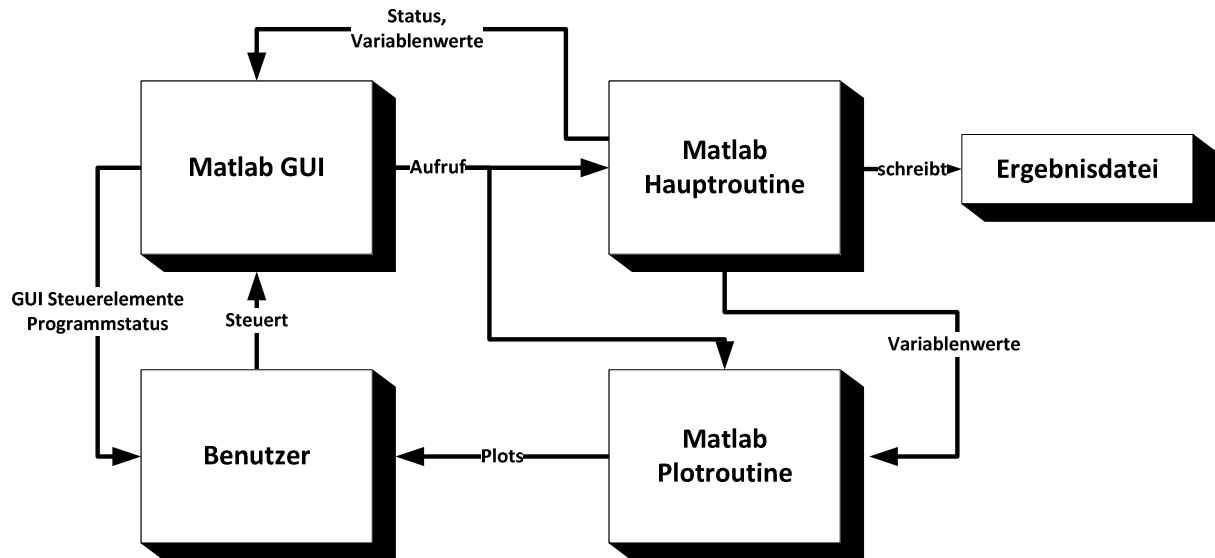 Status,
Variablenwerte
Matlab GUI
Aufruf
Matlab
Hauptroutine
schreibt
Ergebnisdatei
GUI Steuerelemente
Programmstatus
Steuert
Variablenwerte
Benutzer
Plots
Matlab
Plotroutine